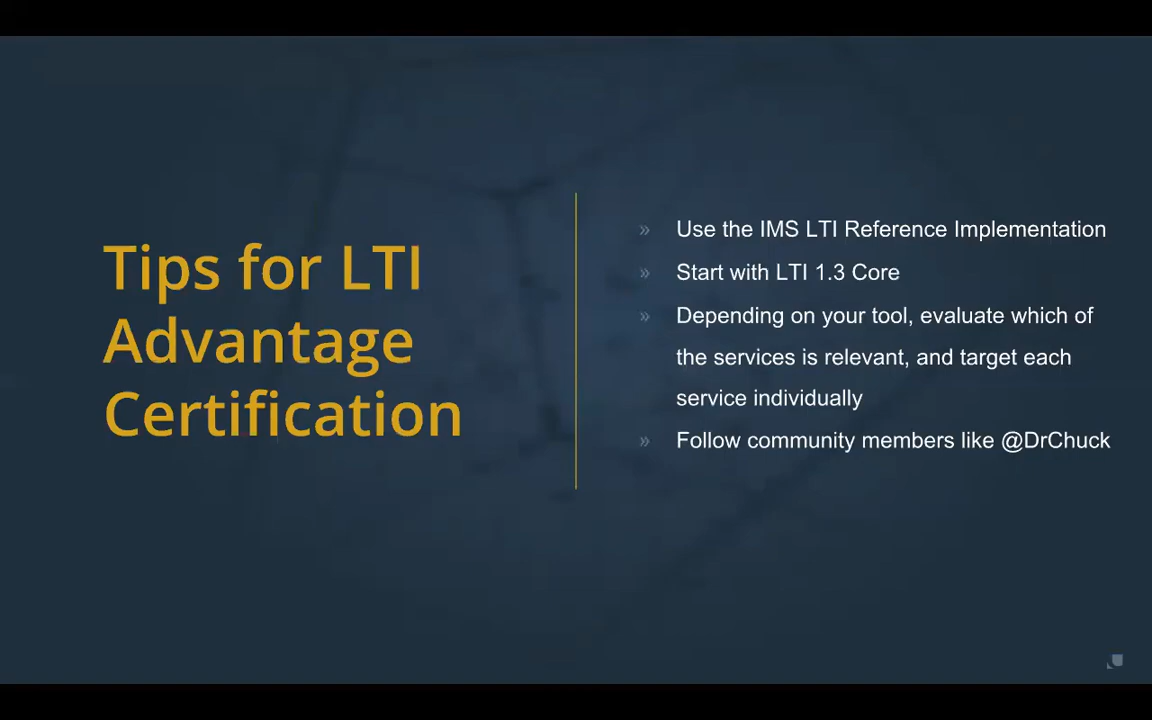 Tips for LTI
Advantage
Certification
» Use the IMS LTI Reference Implementation
» Start with LTI 1.3 Core
» Depending on your tool, evaluate which of
the services is relevant, and target each
service individually
» Follow community members like @DrChuck